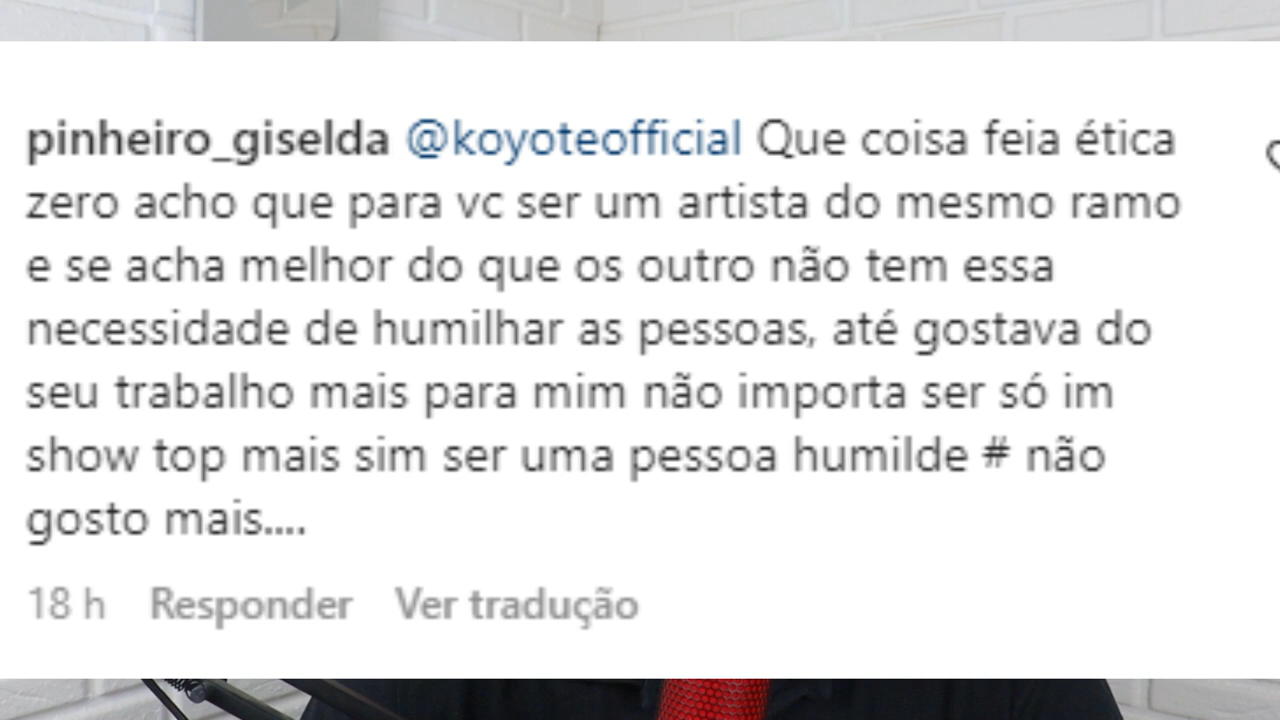 pinheiro_giselda @koyoteofficial Que coisa feia ética
zero acho que para vc ser um artista do mesmo ramo
e se acha melhor do que os outro não tem essa
necessidade de humilhar as pessoas, até gostava do
seu trabalho mais para mim não importa ser só im
show top mais sim ser uma pessoa humilde # não
gosto mais....
18 h Responder Ver tradução